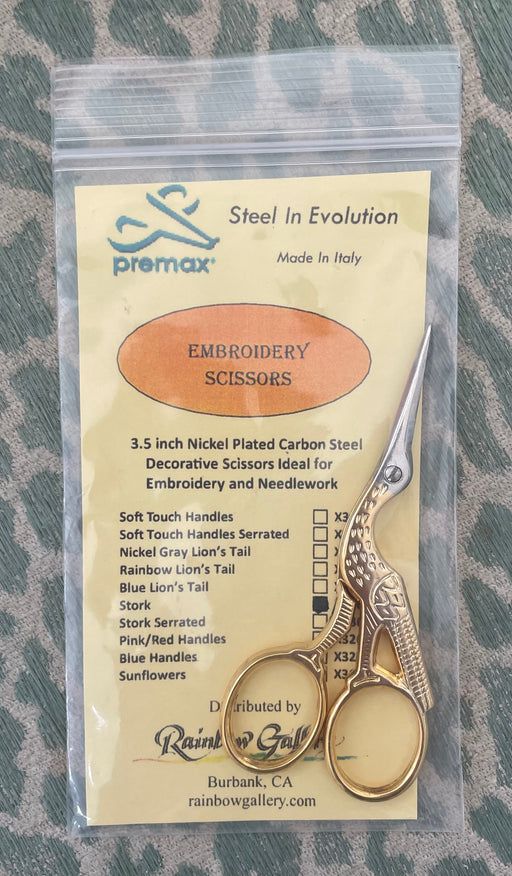 premax
Steel In Evolution
Made In Italy
EMBROIDERY
SCISSORS
3.5 inch Nickel Plated Carbon Steel
Decorative Scissors Ideal for
Embroidery and Needlework
Soft Touch Handles
Soft Touch Handles Serrated
Nickel Gray Lion's Tail
Rainbow Lion's Tail
Blue Lion's Tail
Stork
Stork Serrated
Pink/Red Handles
Blue Handles
Sunflowers
by
Burbank, CA
rainbowgallery.com